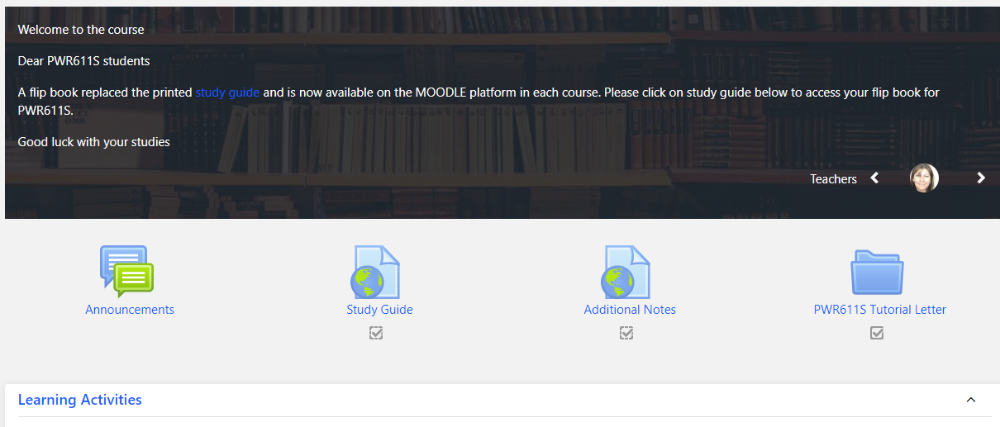 Welcome to the course
Dear PWR611S students
A flip book replaced the printed study guide and is now available on the MOODLE platform in each course. Please click on study guide below to access your flip book for
PWR611S.
Good luck with your studies
Teachers
Announcements
Study Guide
Additional Notes
PWR611S Tutorial Letter
Learning Activities